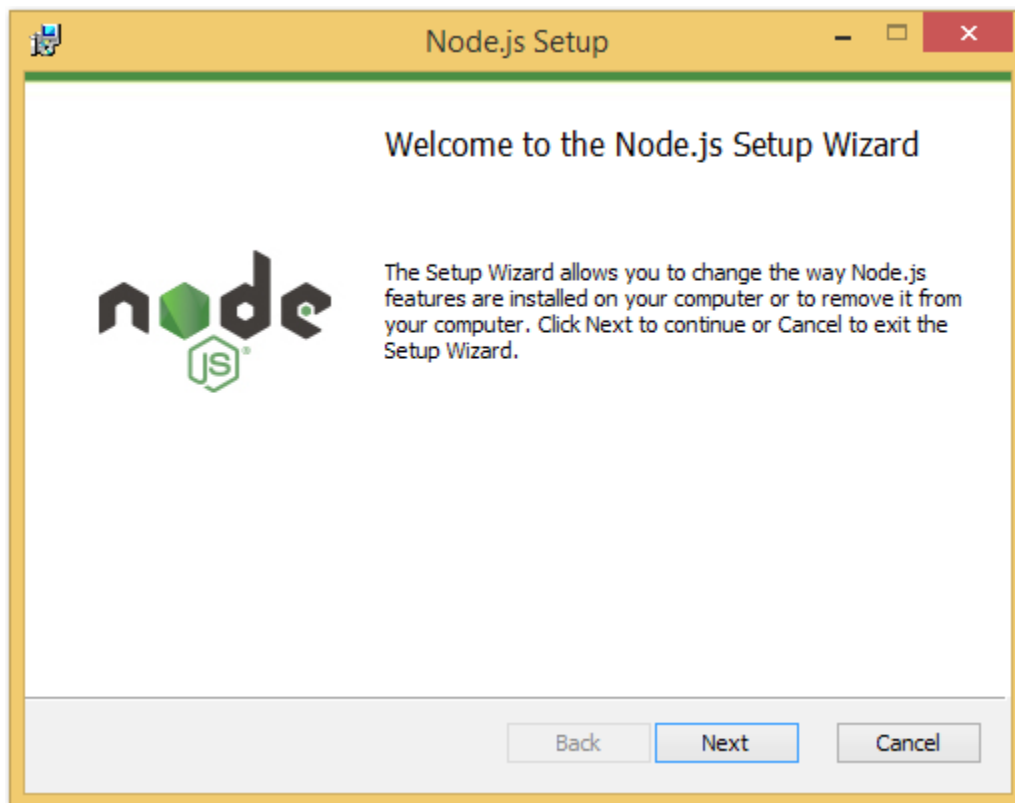 Node.js Setup
Welcome to the Node.js Setup Wizard
The Setup Wizard allows you to change the way Node.js
features are installed on your computer or to remove it from
your computer. Click Next to continue or Cancel to exit the
Setup Wizard.
node
JS®
Back Next Cancel